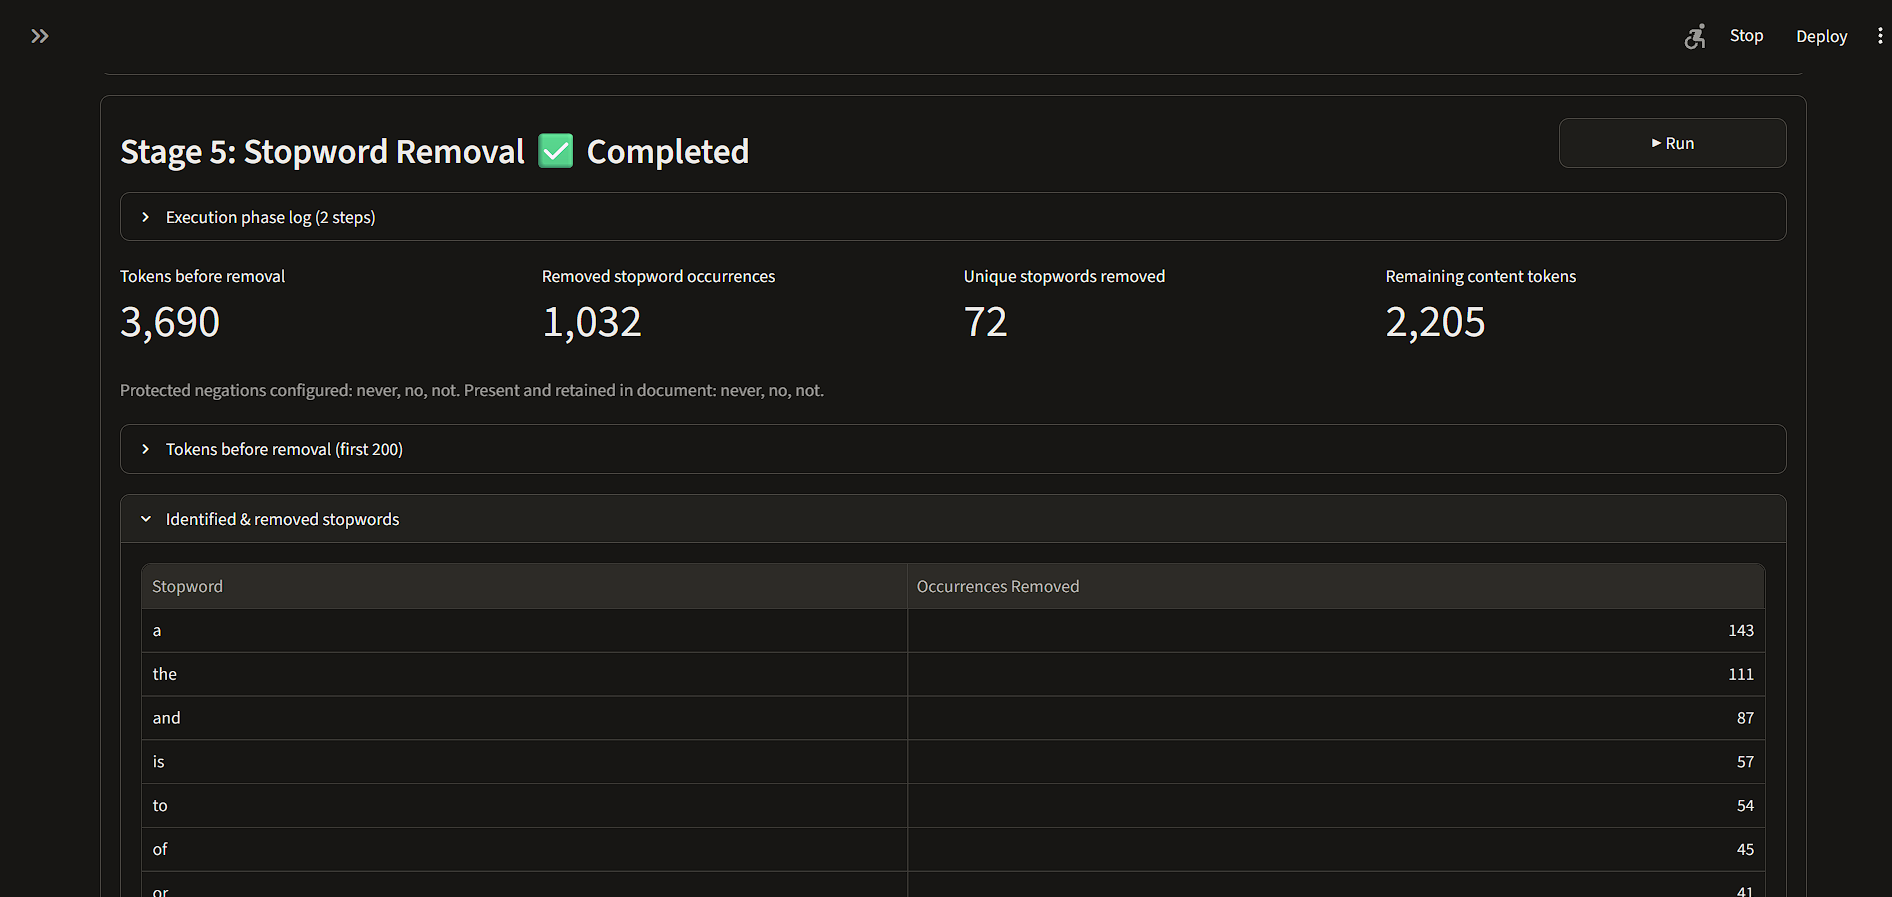 Stop
Deploy
Stage 5: Stopword Removal ✅ Completed
▶ Run
Execution phase log (2 steps)
Tokens before removal
Removed stopword occurrences
Unique stopwords removed
Remaining content tokens
3,690
1,032
72
2,205
Protected negations configured: never, no, not. Present and retained in document: never, no, not.
Tokens before removal (first 200)
Identified & removed stopwords
Stopword
Occurrences Removed
a
143
the
111
and
87
is
57
to
54
of
45
or
41